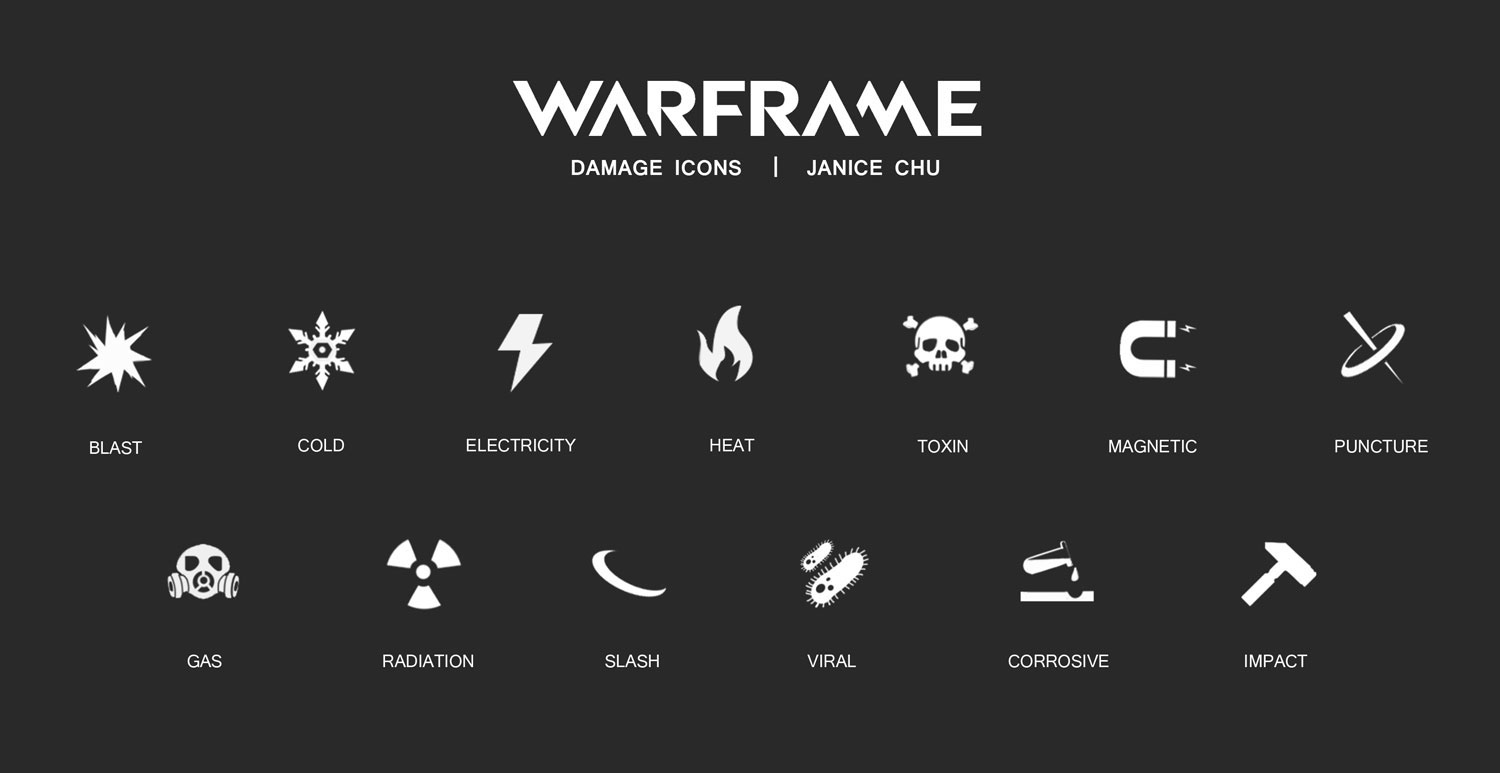 WARFRAME
DAMAGE ICONS | JANICE CHU
BLAST COLD ELECTRICITY HEAT TOXIN MAGNETIC PUNCTURE
GAS RADIATION SLASH VIRAL CORROSIVE IMPACT